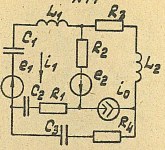 L₁
R₃
C₁
R₂
L₂
e₁
i₁
e₂
i₀
C₂
R₁
C₃
R₄